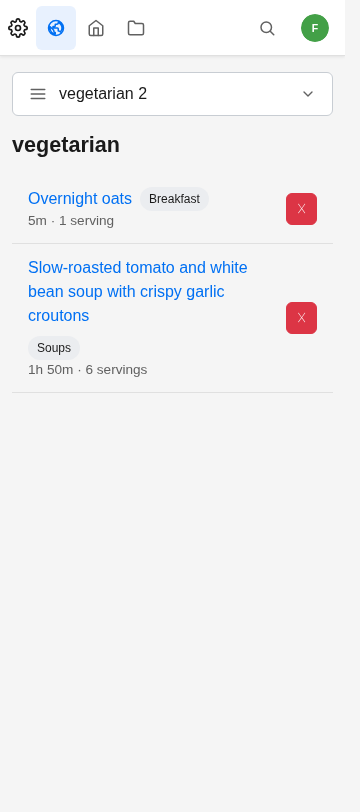 F
vegetarian 2
vegetarian
Overnight oats Breakfast
5m · 1 serving
X
Slow-roasted tomato and white
bean soup with crispy garlic
croutons
X
Soups
1h 50m · 6 servings